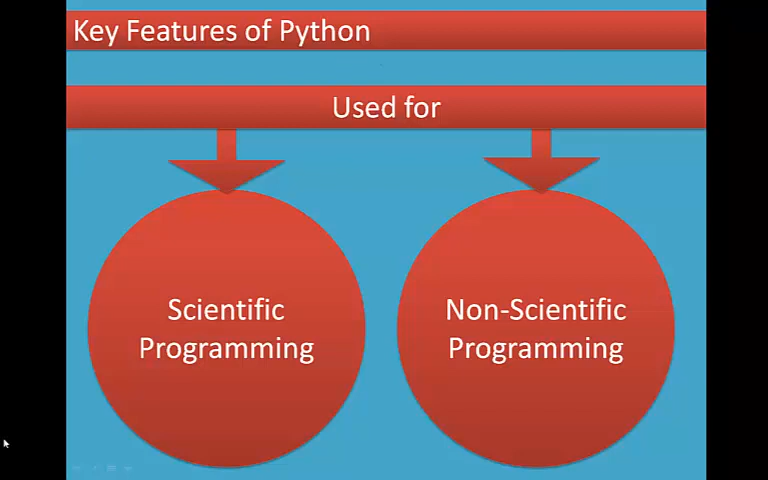 Key Features of Python
Used for
Scientific
Programming
Non-Scientific
Programming